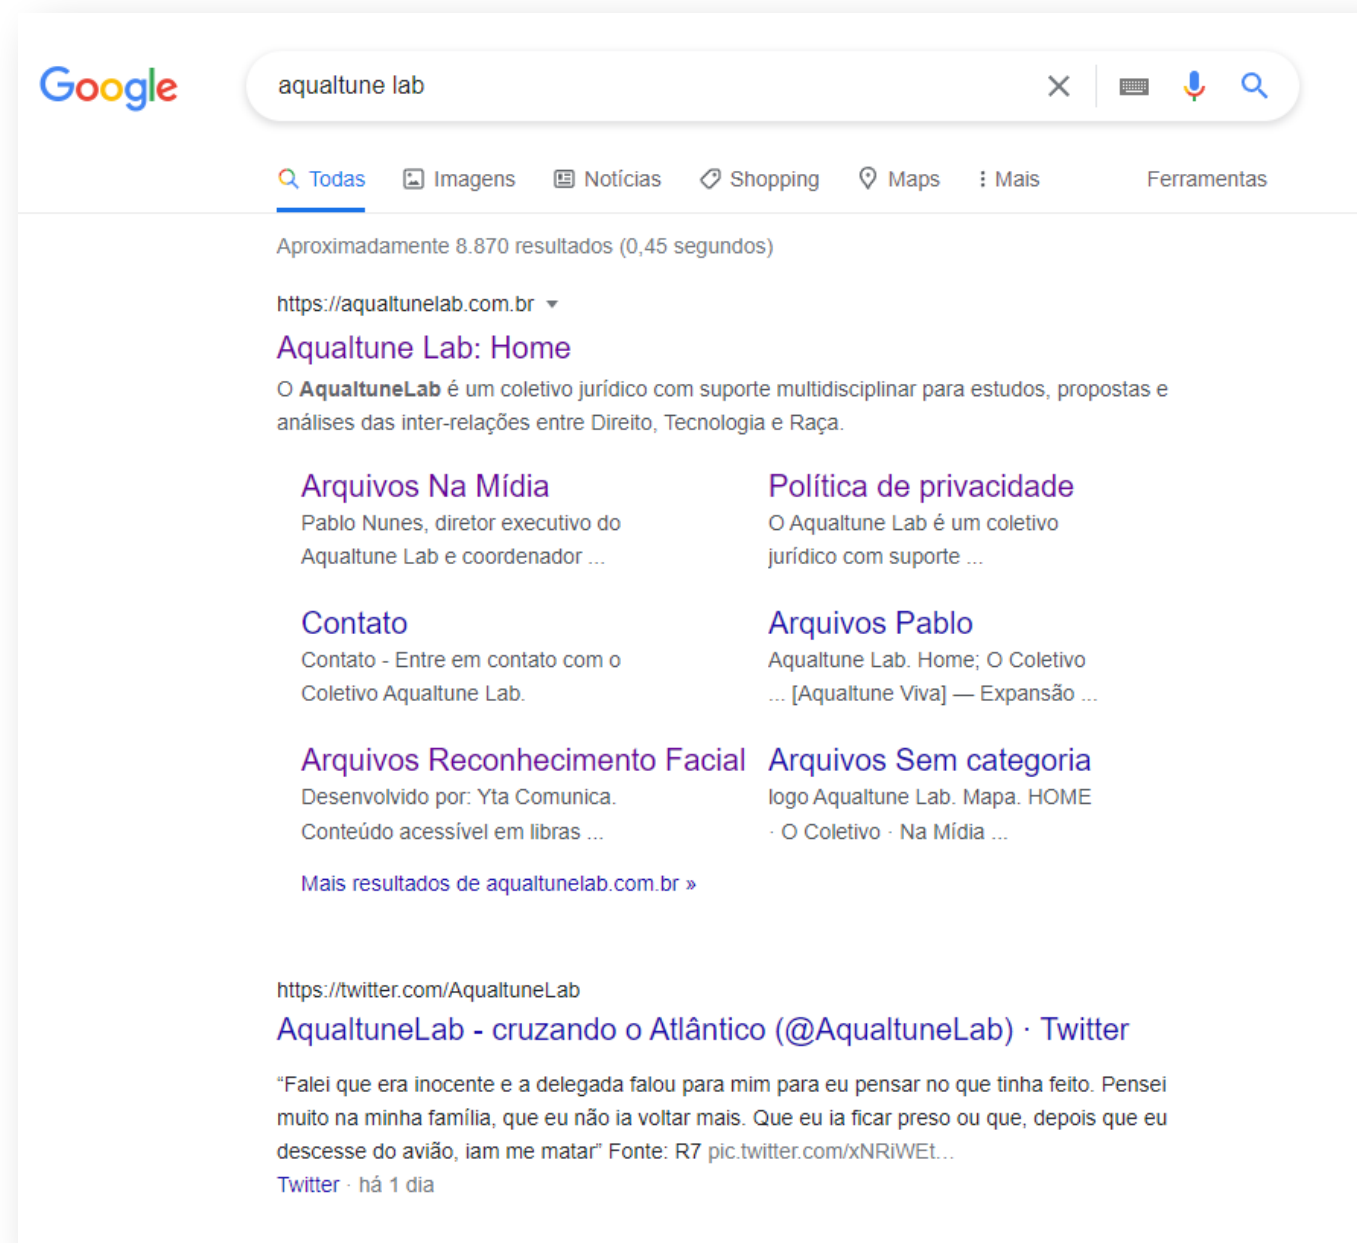 Google
aqualtune lab
Todas Imagens Notícias Shopping Maps Mais Ferramentas
Aproximadamente 8.870 resultados (0,45 segundos)
https://aqualtunelab.com.br
Aqualtune Lab: Home
O AqualtuneLab é um coletivo jurídico com suporte multidisciplinar para estudos, propostas e
análises das inter-relações entre Direito, Tecnologia e Raça.
Arquivos Na Mídia
Pablo Nunes, diretor executivo do
Aqualtune Lab e coordenador ...
Política de privacidade
O Aqualtune Lab é um coletivo
jurídico com suporte ...
Contato
Contato - Entre em contato com o
Coletivo Aqualtune Lab.
Arquivos Pablo
Aqualtune Lab. Home; O Coletivo
... [Aqualtune Viva] — Expansão ...
Arquivos Reconhecimento Facial
Desenvolvido por: Yta Comunica.
Conteúdo acessível em libras ...
Arquivos Sem categoria
logo Aqualtune Lab. Mapa. HOME
· O Coletivo · Na Mídia ...
Mais resultados de aqualtunelab.com.br »
https://twitter.com/AqualtuneLab
AqualtuneLab - cruzando o Atlântico (@AqualtuneLab) · Twitter
“Falei que era inocente e a delegada falou para mim para eu pensar no que tinha feito. Pensei
muito na minha família, que eu não ia voltar mais. Que eu ia ficar preso ou que, depois que eu
descesse do avião, iam me matar” Fonte: R7 pic.twitter.com/xNRiWEt...
Twitter · há 1 dia